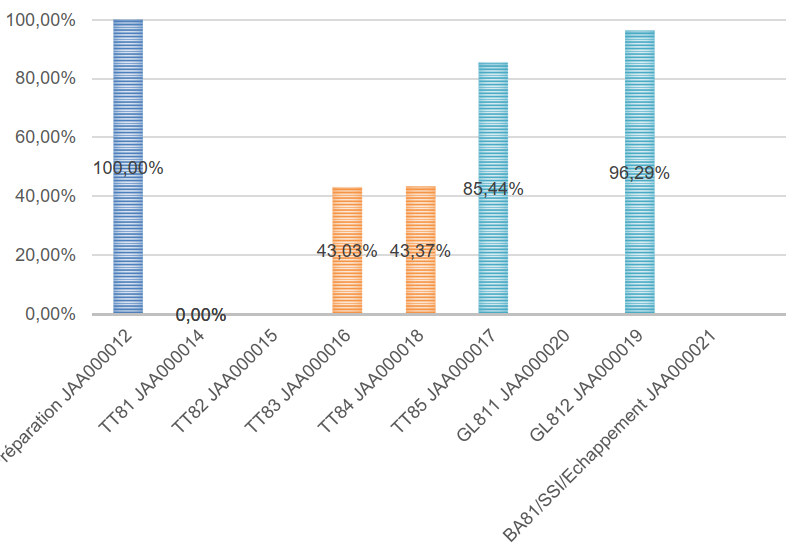 100,00%
80,00%
60,00%
40,00%
20,00%
0,00%
100,00%
0,00%
43,03%
43,37%
85,44%
96,29%
réparation JAA000012
TT81 JAA000014
TT82 JAA000015
TT83 JAA000016
TT84 JAA000018
TT85 JAA000017
GL811 JAA000020
GL812 JAA000019
BA81/SSI/Echappement JAA000021